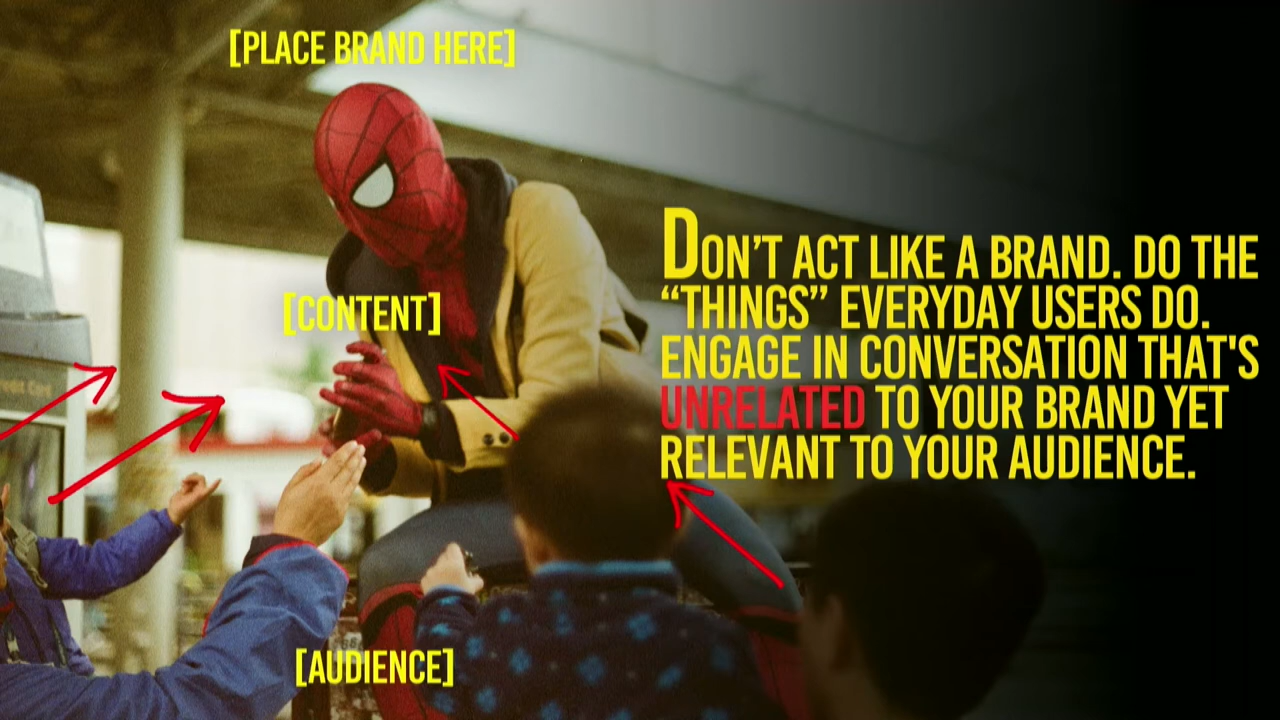 [PLACE BRAND HERE]
[CONTENT]
DON'T ACT LIKE A BRAND. DO THE
“THINGS” EVERYDAY USERS DO.
ENGAGE IN CONVERSATION THAT'S
UNRELATED TO YOUR BRAND YET
RELEVANT TO YOUR AUDIENCE.
[AUDIENCE]